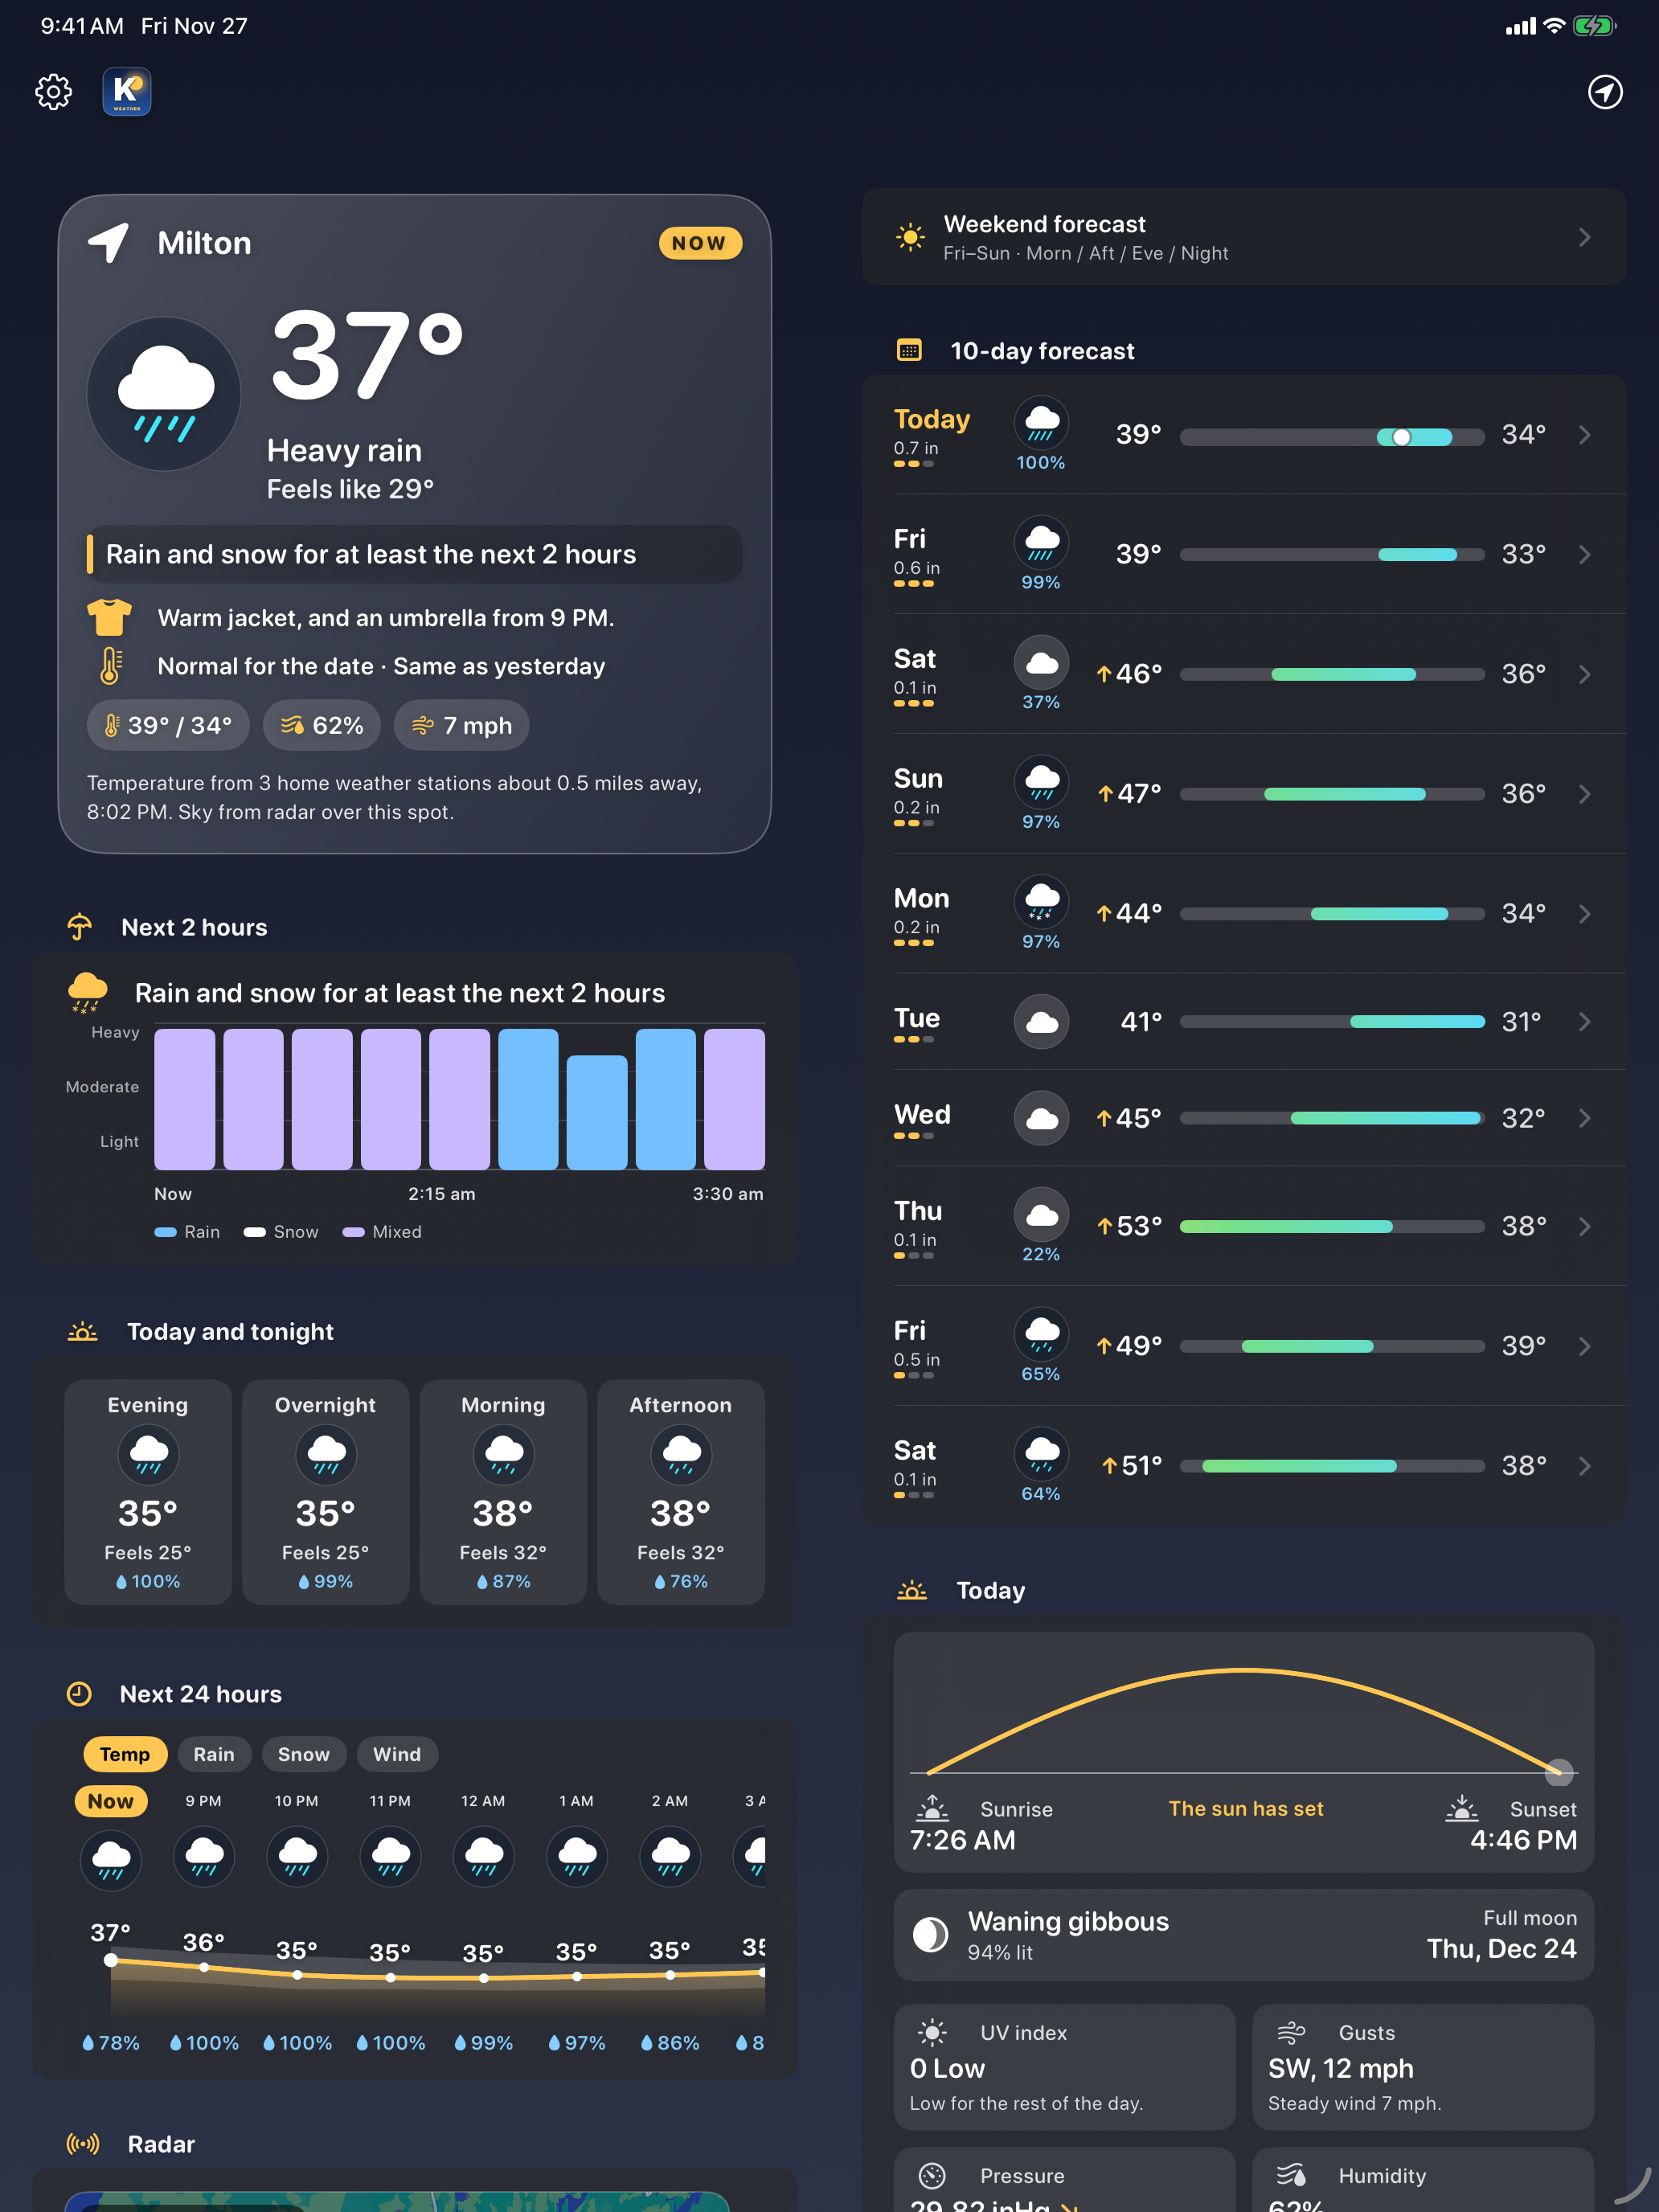 9:41 AM Fri Nov 27
K
WEATHER
Milton
NOW
37°
Heavy rain
Feels like 29°
Rain and snow for at least the next 2 hours
Warm jacket, and an umbrella from 9 PM.
Normal for the date · Same as yesterday
39° / 34°
62%
7 mph
Temperature from 3 home weather stations about 0.5 miles away,
8:02 PM. Sky from radar over this spot.
Next 2 hours
Rain and snow for at least the next 2 hours
Heavy
Moderate
Light
Now 2:15 am 3:30 am
Rain Snow Mixed
Today and tonight
Evening Overnight Morning Afternoon
35° 35° 38° 38°
Feels 25° Feels 25° Feels 32° Feels 32°
100% 99% 87% 76%
Next 24 hours
Temp Rain Snow Wind
Now 9 PM 10 PM 11 PM 12 AM 1 AM 2 AM 3 A
37° 36° 35° 35° 35° 35° 35° 35
78% 100% 100% 100% 99% 97% 86% 8
Radar
Weekend forecast
Fri–Sun · Morn / Aft / Eve / Night
10-day forecast
Today 39° 34°
0.7 in
100%
Fri 39° 33°
0.6 in
99%
Sat 46° 36°
0.1 in
37%
Sun 47° 36°
0.2 in
97%
Mon 44° 34°
0.2 in
97%
Tue 41° 31°
Wed 45° 32°
Thu 53° 38°
0.1 in
22%
Fri 49° 39°
0.5 in
65%
Sat 51° 38°
0.1 in
64%
Today
Sunrise The sun has set Sunset
7:26 AM 4:46 PM
Waning gibbous Full moon
94% lit Thu, Dec 24
UV index
0 Low
Low for the rest of the day.
Gusts
SW, 12 mph
Steady wind 7 mph.
Pressure
29.82 inHg
Humidity
62%